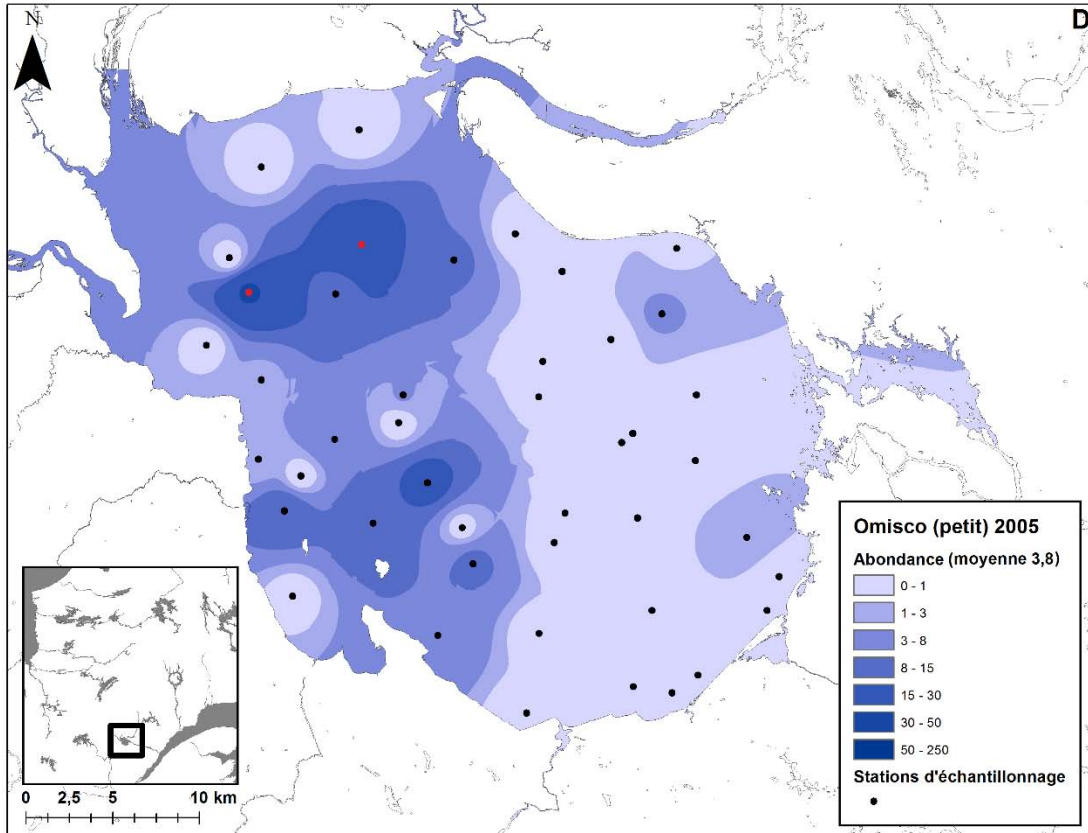 N
D
Omisco (petit) 2005
Abondance (moyenne 3,8)
0 - 1
1 - 3
3 - 8
8 - 15
15 - 30
30 - 50
50 - 250
Stations d'échantillonnage
0 2,5 5 10 km